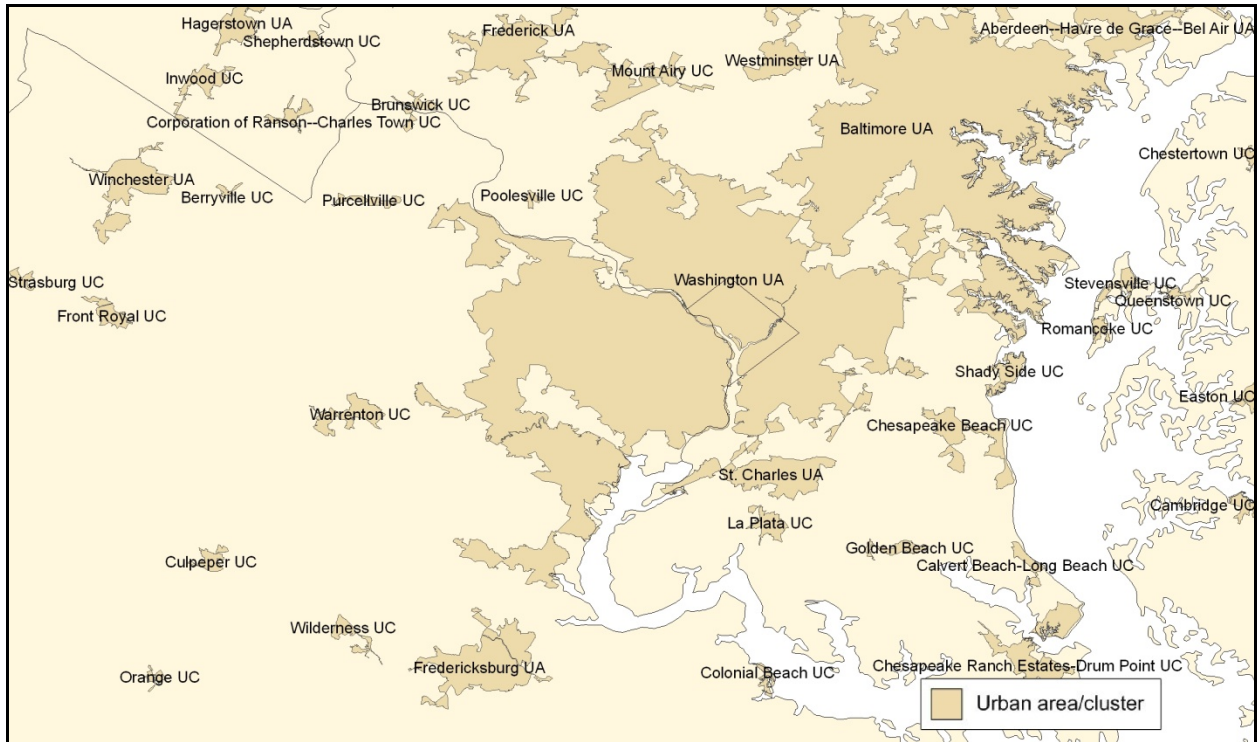 Hagerstown UA
Shepherdstown UC
Frederick UA
Aberdeen--Havre de Grace--Bel Air UA
Inwood UC
Mount Airy UC
Westminster UA
Brunswick UC
Corporation of Ranson--Charles Town UC
Baltimore UA
Chestertown UC
Winchester UA
Berryville UC
Purcellville UC
Poolesville UC
Strasburg UC
Washington UA
Stevensville UC
Queenstown UC
Front Royal UC
Romancoke UC
Shady Side UC
Easton UC
Warrenton UC
Chesapeake Beach UC
St. Charles UA
Cambridge UC
La Plata UC
Golden Beach UC
Culpeper UC
Calvert Beach-Long Beach UC
Wilderness UC
Fredericksburg UA
Chesapeake Ranch Estates-Drum Point UC
Orange UC
Colonial Beach UC
Urban area/cluster